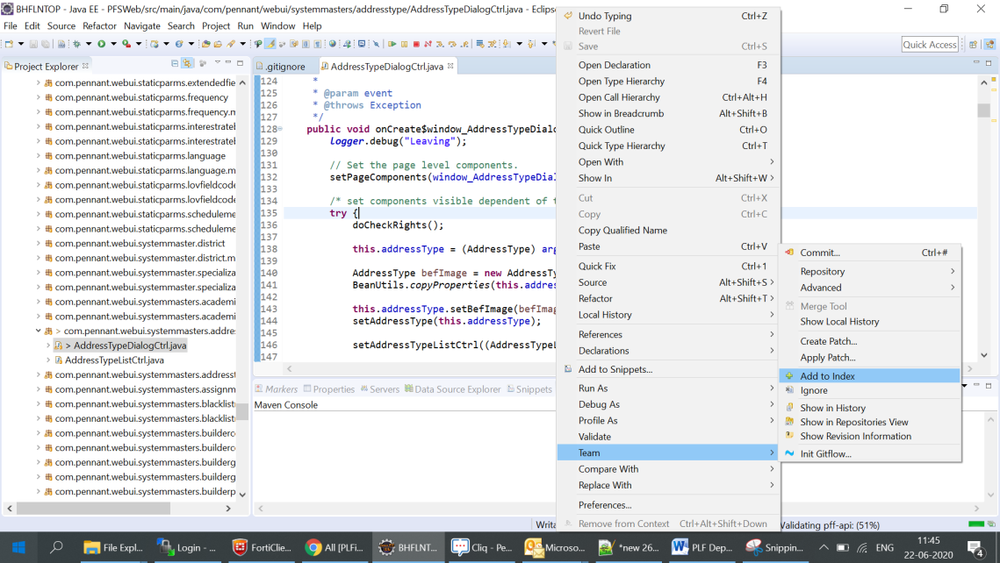 BHFLNTOP - Java EE - PFSWeb/src/main/java/com/pennant/webui/systemmasters/addresstype/AddressTypeDialogCtrl.java - Eclips
File Edit Source Refactor Navigate Search Project Run Window Help
Quick Access
Project Explorer
com.pennant.webui.staticparms.extendedfie
com.pennant.webui.staticparms.frequency
com.pennant.webui.staticparms.frequency.m
com.pennant.webui.staticparms.interestratel
com.pennant.webui.staticparms.interestratel
com.pennant.webui.staticparms.language
com.pennant.webui.staticparms.language.m
com.pennant.webui.staticparms.lovfieldcode
com.pennant.webui.staticparms.lovfieldcode
com.pennant.webui.staticparms.scheduleme
com.pennant.webui.staticparms.scheduleme
com.pennant.webui.systemmaster.district
com.pennant.webui.systemmaster.district.m
com.pennant.webui.systemmaster.specializa
com.pennant.webui.systemmaster.specializa
com.pennant.webui.systemmasters.academi
com.pennant.webui.systemmasters.academi
> com.pennant.webui.systemmasters.addre
> AddressTypeDialogCtrl.java
AddressTypeListCtrl.java
com.pennant.webui.systemmasters.addresst
com.pennant.webui.systemmasters.assignm
com.pennant.webui.systemmasters.blacklist
com.pennant.webui.systemmasters.blacklist
com.pennant.webui.systemmasters.builderc
com.pennant.webui.systemmasters.builderc
com.pennant.webui.systemmasters.builderg
com.pennant.webui.systemmasters.builderg
com.pennant.webui.systemmasters.builderp
.gitignore
AddressTypeDialogCtrl.java
124 *
125 * @param event
126 * @throws Exception
127 */
128 public void onCreate$window_AddressTypeDialo
129 logger.debug("Leaving");
130
131 // Set the page level components.
132 setPageComponents(window_AddressTypeDial
133
134 /* set components visible dependent of t
135 try {
136 doCheckRights();
137
138 this.addressType = (AddressType) arg
139
140 AddressType befImage = new AddressTy
141 BeanUtils.copyProperties(this.addres
142
143 this.addressType.setBefImage(befImag
144 setAddressType(this.addressType);
145
146 setAddressTypeListCtrl((AddressTypeL
147
Markers Properties Servers Data Source Explorer Snippets
Maven Console
Undo Typing Ctrl+Z
Revert File
Save Ctrl+S
Open Declaration F3
Open Type Hierarchy F4
Open Call Hierarchy Ctrl+Alt+H
Show in Breadcrumb Alt+Shift+B
Quick Outline Ctrl+O
Quick Type Hierarchy Ctrl+T
Open With
Show In Alt+Shift+W
Cut Ctrl+X
Copy Ctrl+C
Copy Qualified Name
Paste Ctrl+V
Quick Fix Ctrl+1
Source Alt+Shift+S
Refactor Alt+Shift+T
Local History
References
Declarations
Add to Snippets...
Run As
Debug As
Profile As
Validate
Team
Compare With
Replace With
Preferences...
Remove from Context Ctrl+Alt+Shift+Down
Commit... Ctrl+#
Repository
Advanced
Merge Tool
Show Local History
Create Patch...
Apply Patch...
Add to Index
Ignore
Show in History
Show in Repositories View
Show Revision Information
Init Gitflow...
Writa
Validating pff-api: (51%)
File Expl...
Login - ...
FortiClie...
All [PLFi...
BHFLNT...
Cliq - Pe...
Microso...
*new 26...
PLF Dep...
Snippin...
ENG
11:45
22-06-2020
4